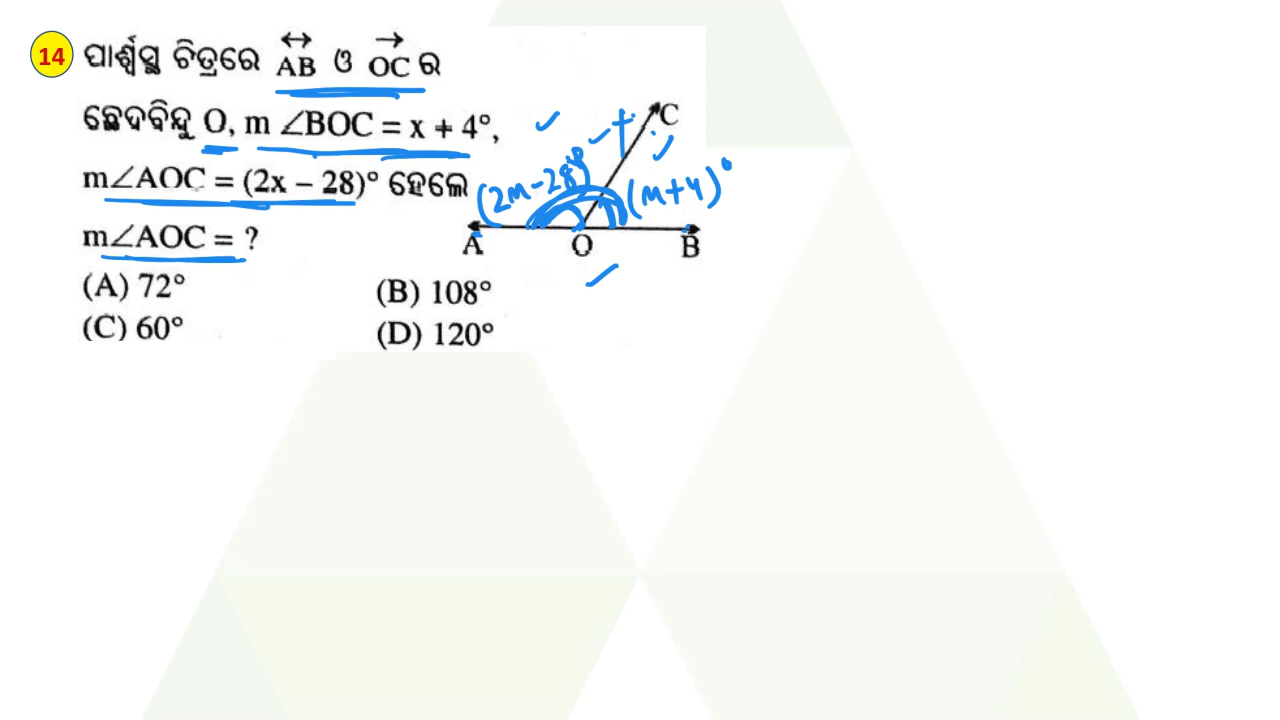 14 ପାର୍ଶ୍ୱସ୍ଥ ଚିତ୍ରରେ AB ଓ OC ର
ଛେଦବିନ୍ଦୁ O, m ∠BOC = x + 4°,
m∠AOC = (2x − 28)° ହେଲେ
m∠AOC = ?
(A) 72° (B) 108°
(C) 60° (D) 120°
C
(2x-28)° (x+4)°
A O B